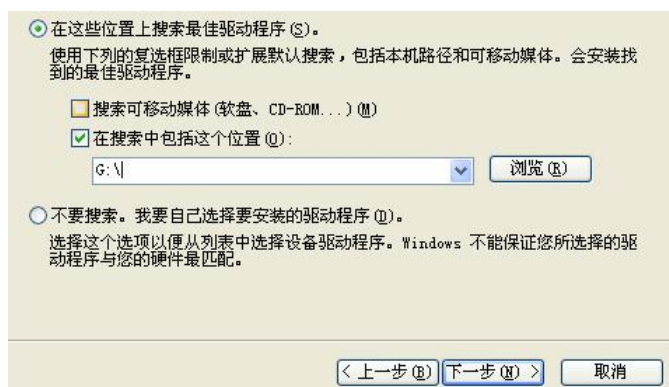 在这些位置上搜索最佳驱动程序(S)。
使用下列的复选框限制或扩展默认搜索，包括本机路径和可移动媒体。会安装找
到的最佳驱动程序。
搜索可移动媒体(软盘、CD-ROM...)(M)
在搜索中包括这个位置(O):
G:\
浏览(R)
不要搜索。我要自己选择要安装的驱动程序(D)。
选择这个选项以便从列表中选择设备驱动程序。Windows 不能保证您所选择的驱
动程序与您的硬件最匹配。
< 上一步(B) 下一步(N) > 取消